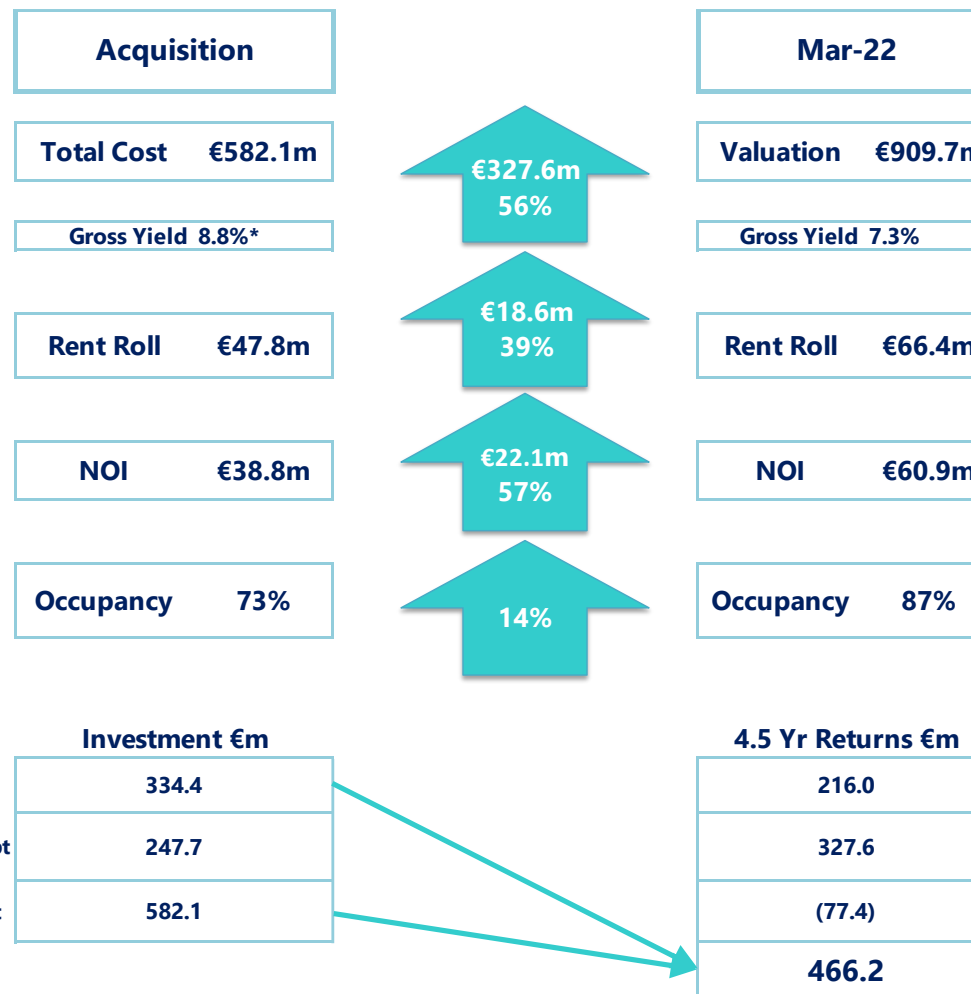 Acquisition
Mar-22
Total Cost €582.1m
€327.6m
56%
Valuation €909.7m
Gross Yield 8.8%*
Gross Yield 7.3%
Rent Roll €47.8m
€18.6m
39%
Rent Roll €66.4m
NOI €38.8m
€22.1m
57%
NOI €60.9m
Occupancy 73%
14%
Occupancy 87%
Investment €m
4.5 Yr Returns €m
334.4
216.0
247.7
327.6
582.1
(77.4)
466.2